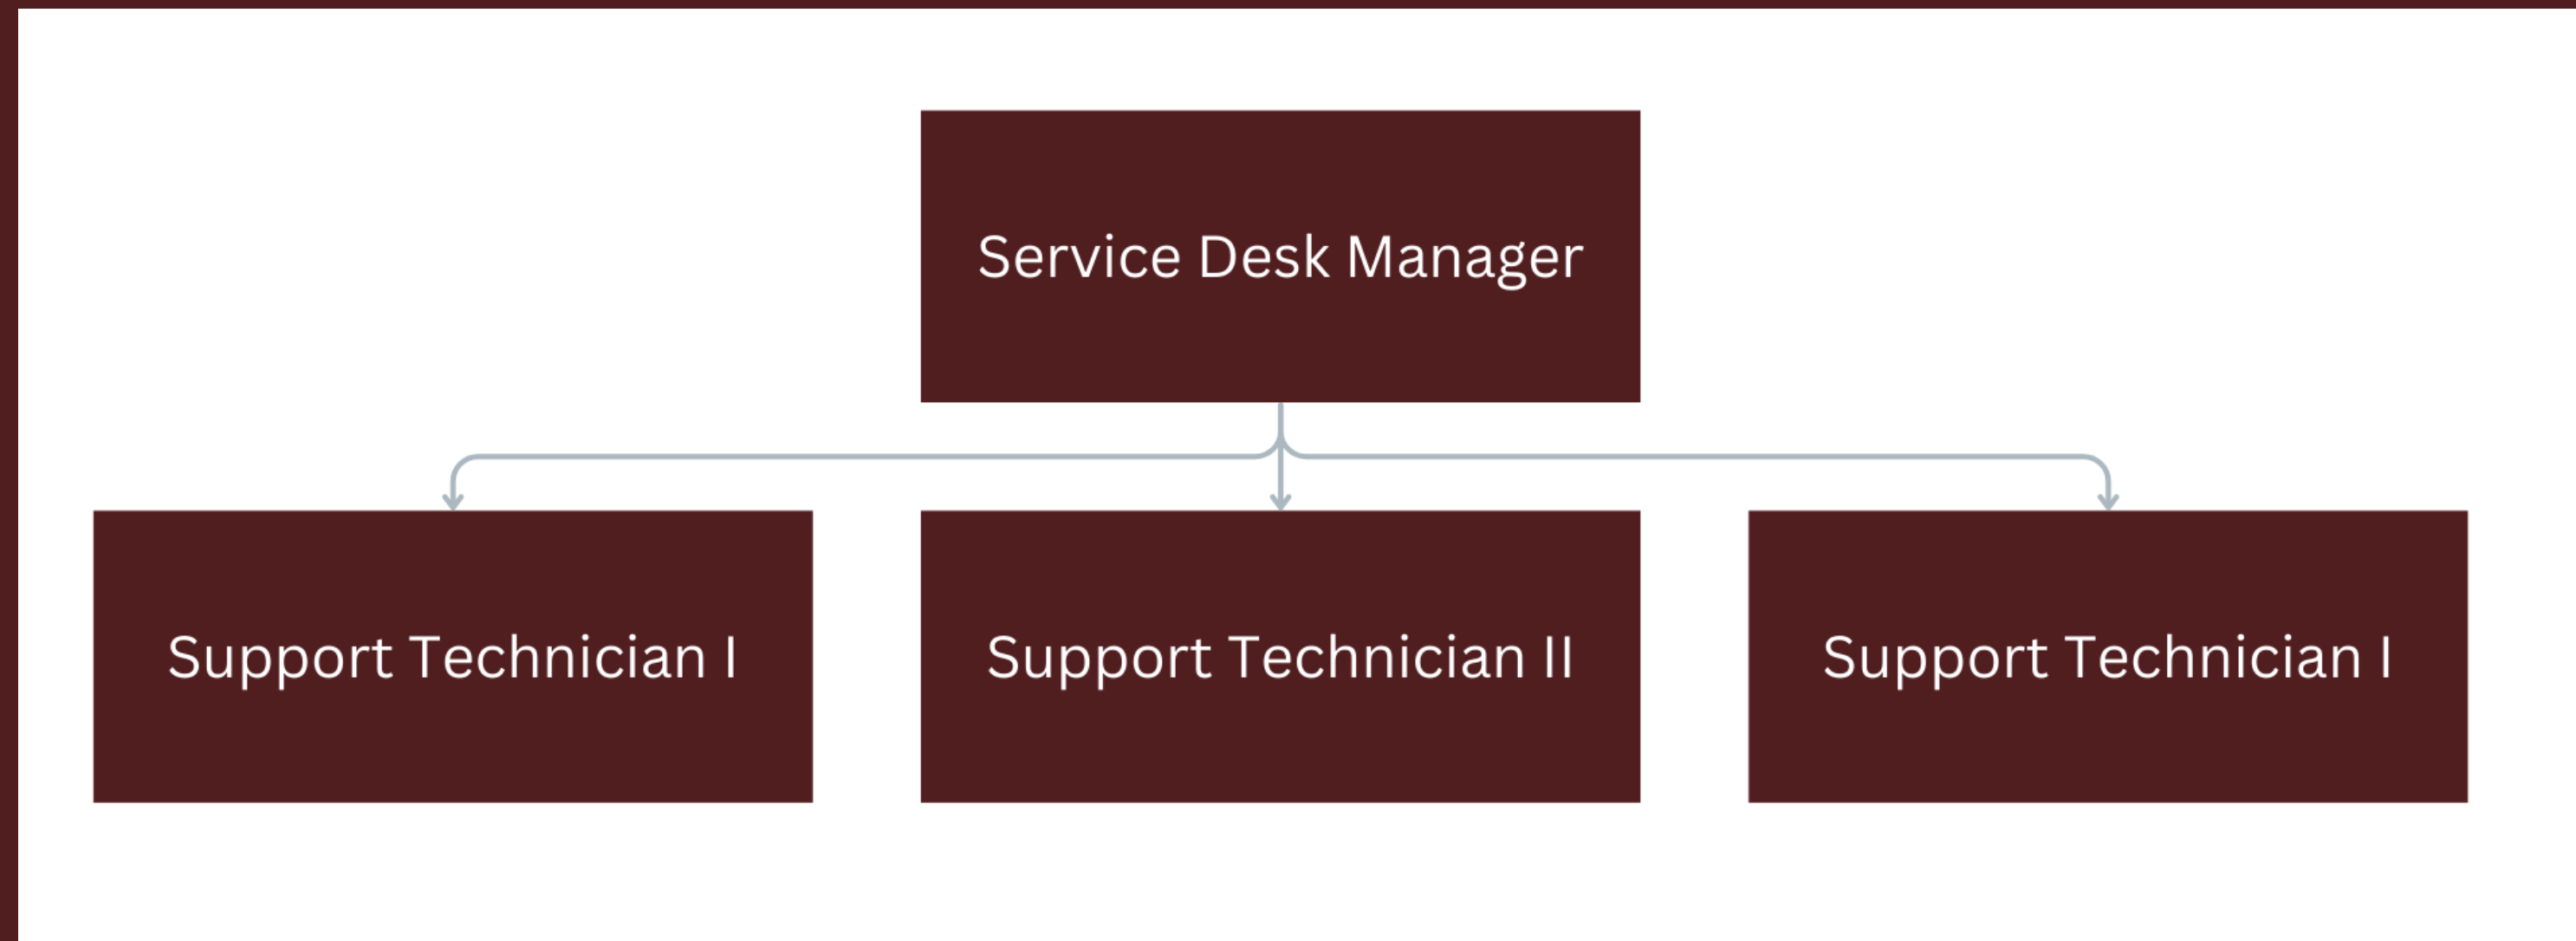 Service Desk Manager
Support Technician I
Support Technician II
Support Technician I